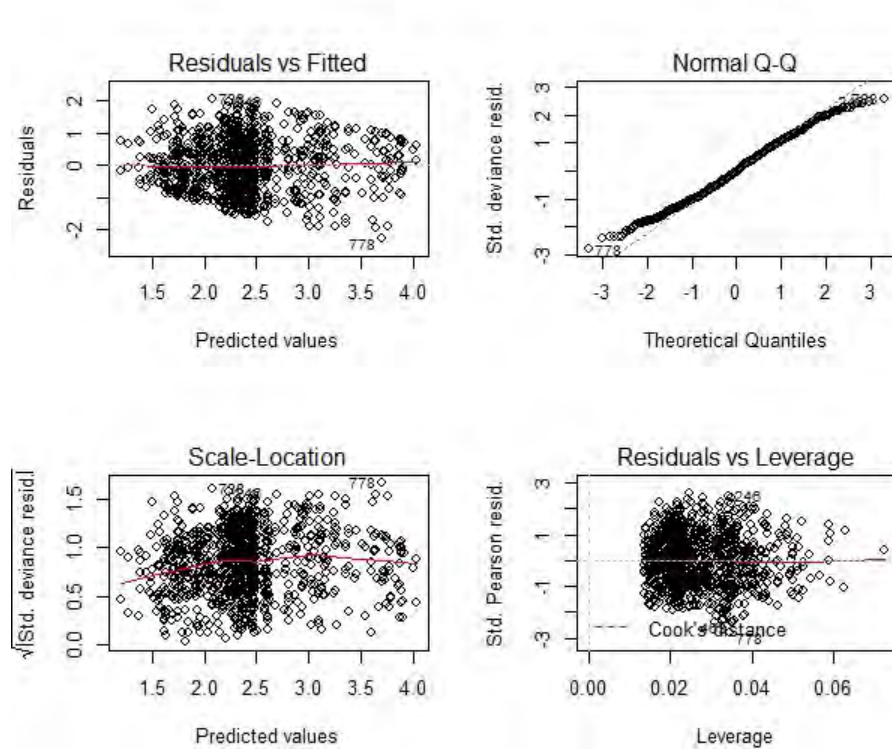 Residuals vs Fitted
Residuals
2
1
0
-2
778
1.5 2.0 2.5 3.0 3.5 4.0
Predicted values
Normal Q-Q
Std. deviance resid.
3
2
1
-1
-3
778
-3 -2 -1 0 1 2 3
Theoretical Quantiles
Scale-Location
√|Std. deviance resid.|
1.5
1.0
0.5
0.0
778
1.5 2.0 2.5 3.0 3.5 4.0
Predicted values
Residuals vs Leverage
Std. Pearson resid.
3
1
-1
-3
246
Cook's distance
778
0.00 0.02 0.04 0.06
Leverage